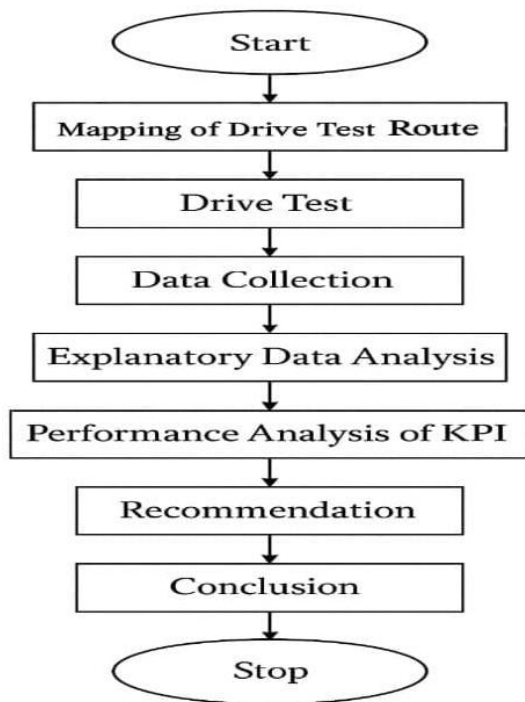 Start
Mapping of Drive Test Route
Drive Test
Data Collection
Explanatory Data Analysis
Performance Analysis of KPI
Recommendation
Conclusion
Stop